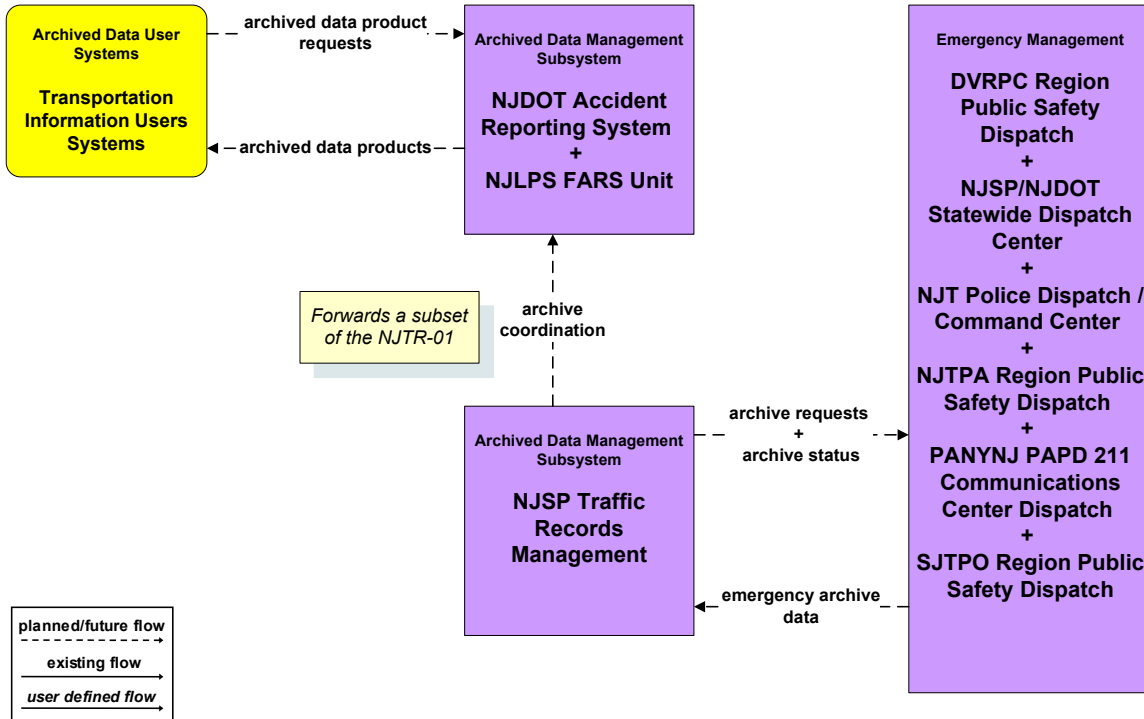 Archived Data User
Systems
Transportation
Information Users
Systems
archived data product
requests
archived data products
Archived Data Management
Subsystem
NJDOT Accident
Reporting System
+
NJLPS FARS Unit
Forwards a subset
of the NJTR-01
archive
coordination
Archived Data Management
Subsystem
NJSP Traffic
Records
Management
archive requests
+
archive status
emergency archive
data
Emergency Management
DVRPC Region
Public Safety
Dispatch
+
NJSP/NJDOT
Statewide Dispatch
Center
+
NJT Police Dispatch /
Command Center
+
NJTPA Region Public
Safety Dispatch
+
PANYNJ PAPD 211
Communications
Center Dispatch
+
SJTPO Region Public
Safety Dispatch
planned/future flow
existing flow
user defined flow